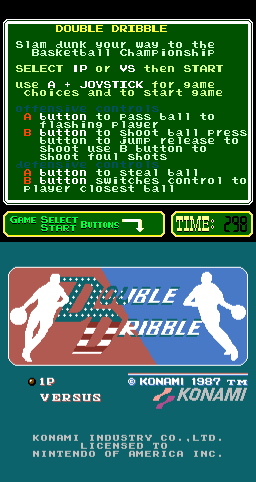 DOUBLE DRIBBLE
Slam dunk your way to the
Basketball Championship
SELECT 1P or VS then START
use A + JOYSTICK for game
choices and to start game
offensive controls
A button to pass ball to
flashing player
B button to shoot ball press
button to jump release to
shoot use B button to
shoot foul shots
defensive controls
A button to steal ball
B button switches control to
player closest ball
GAME SELECT
START BUTTONS
TIME: 298
DOUBLE
DRIBBLE
1P
VERSUS
© KONAMI 1987 TM
KONAMI
KONAMI INDUSTRY CO.,LTD.
LICENSED TO
NINTENDO OF AMERICA INC.